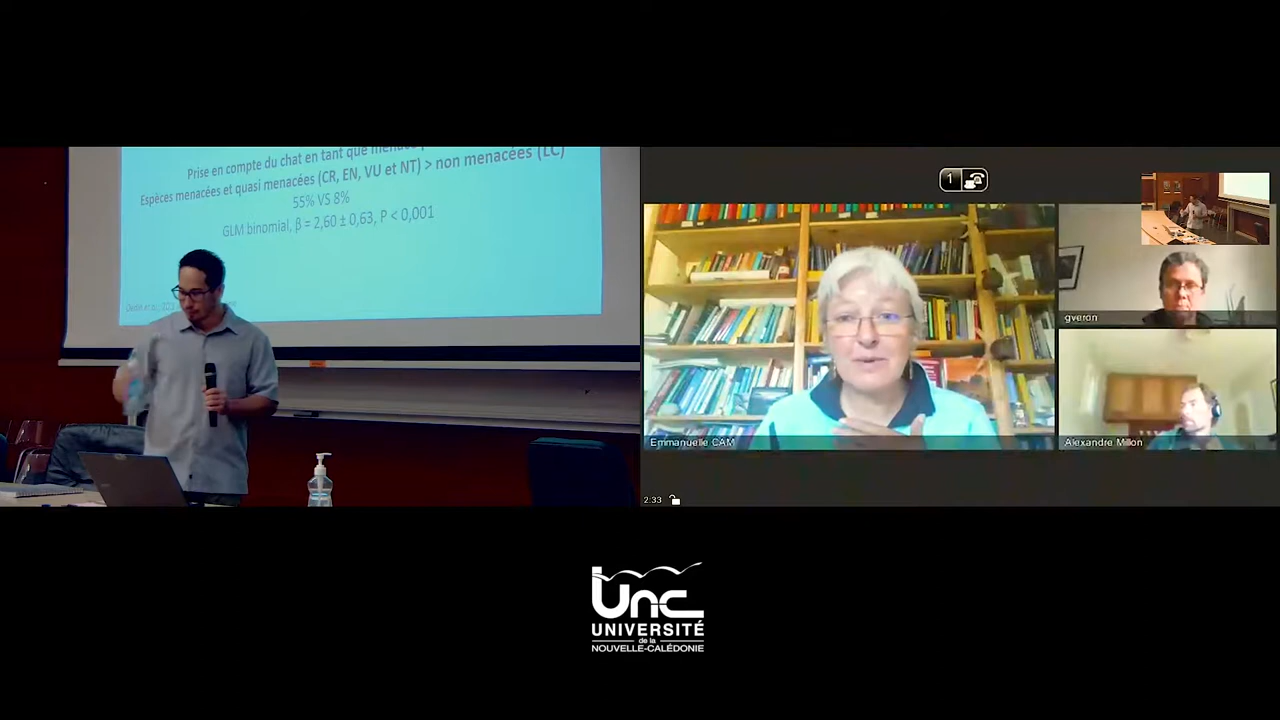 Prise en compte du chat en tant que
Espèces menacées et quasi menacées (CR, EN, VU et NT) > non menacées (LC)
55% VS 8%
GLM binomial, β = 2,60 ± 0,63, P < 0,001
1
gveron
Emmanuelle CAM
Alexandre Millon
2:33
Unc
UNIVERSITÉ
de la
NOUVELLE-CALÉDONIE